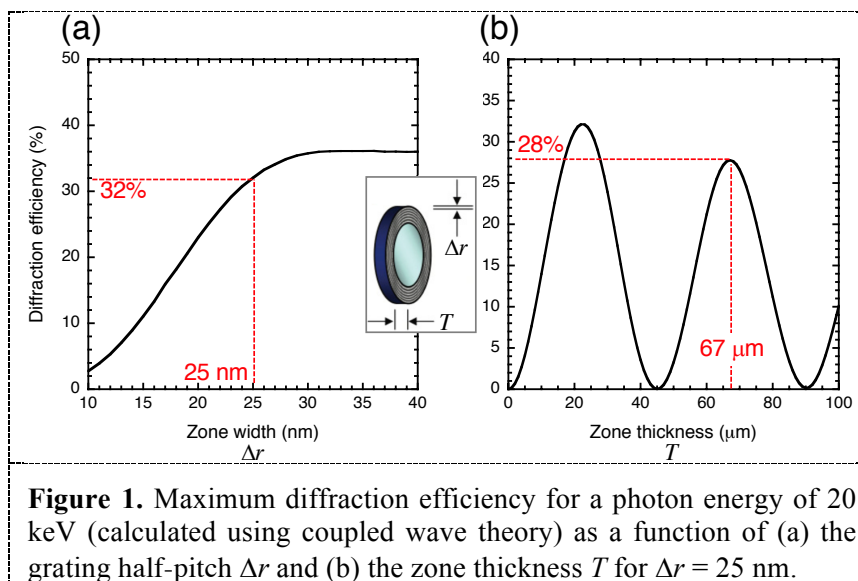 (a)
50
40
30
20
10
0
Diffraction efficiency (%)
32%
25 nm
10 15 20 25 30 35 40
Zone width (nm)
Δr
Δr
T
(b)
40
35
30
25
20
15
10
5
0
28%
67 μm
0 20 40 60 80 100
Zone thickness (μm)
T
Figure 1. Maximum diffraction efficiency for a photon energy of 20
keV (calculated using coupled wave theory) as a function of (a) the
grating half-pitch Δr and (b) the zone thickness T for Δr = 25 nm.